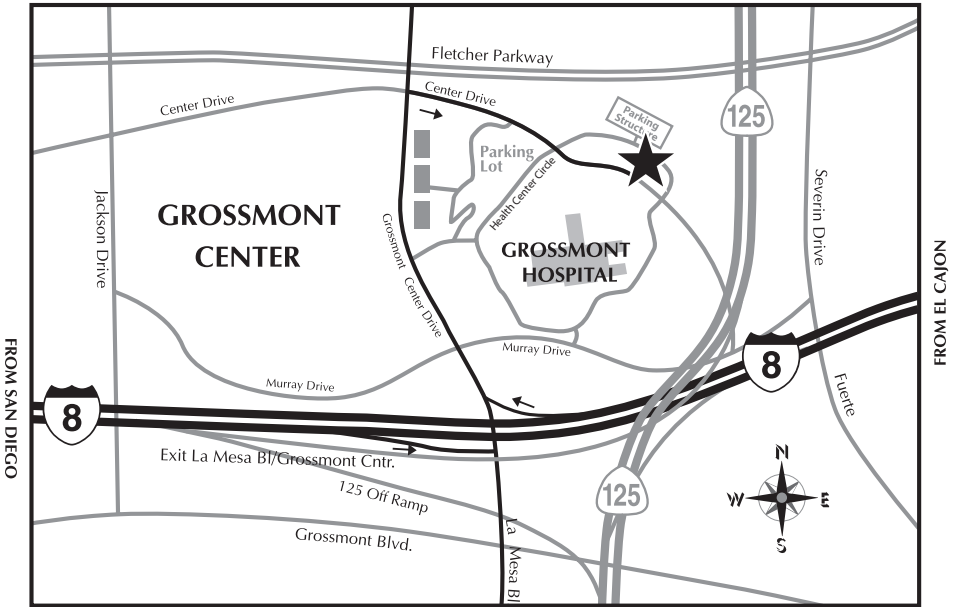 Fletcher Parkway
Center Drive
Center Drive
125
Parking
Structure
Parking
Lot
Health Center Circle
Jackson Drive
GROSSMONT
CENTER
Grossmont Center Drive
GROSSMONT
HOSPITAL
Severin Drive
FROM EL CAJON
FROM SAN DIEGO
Murray Drive
Murray Drive
8
8
Fuerte
Exit La Mesa Bl/Grossmont Cntr.
125 Off Ramp
125
Grossmont Blvd.
La Mesa Bl
N
W
E
S